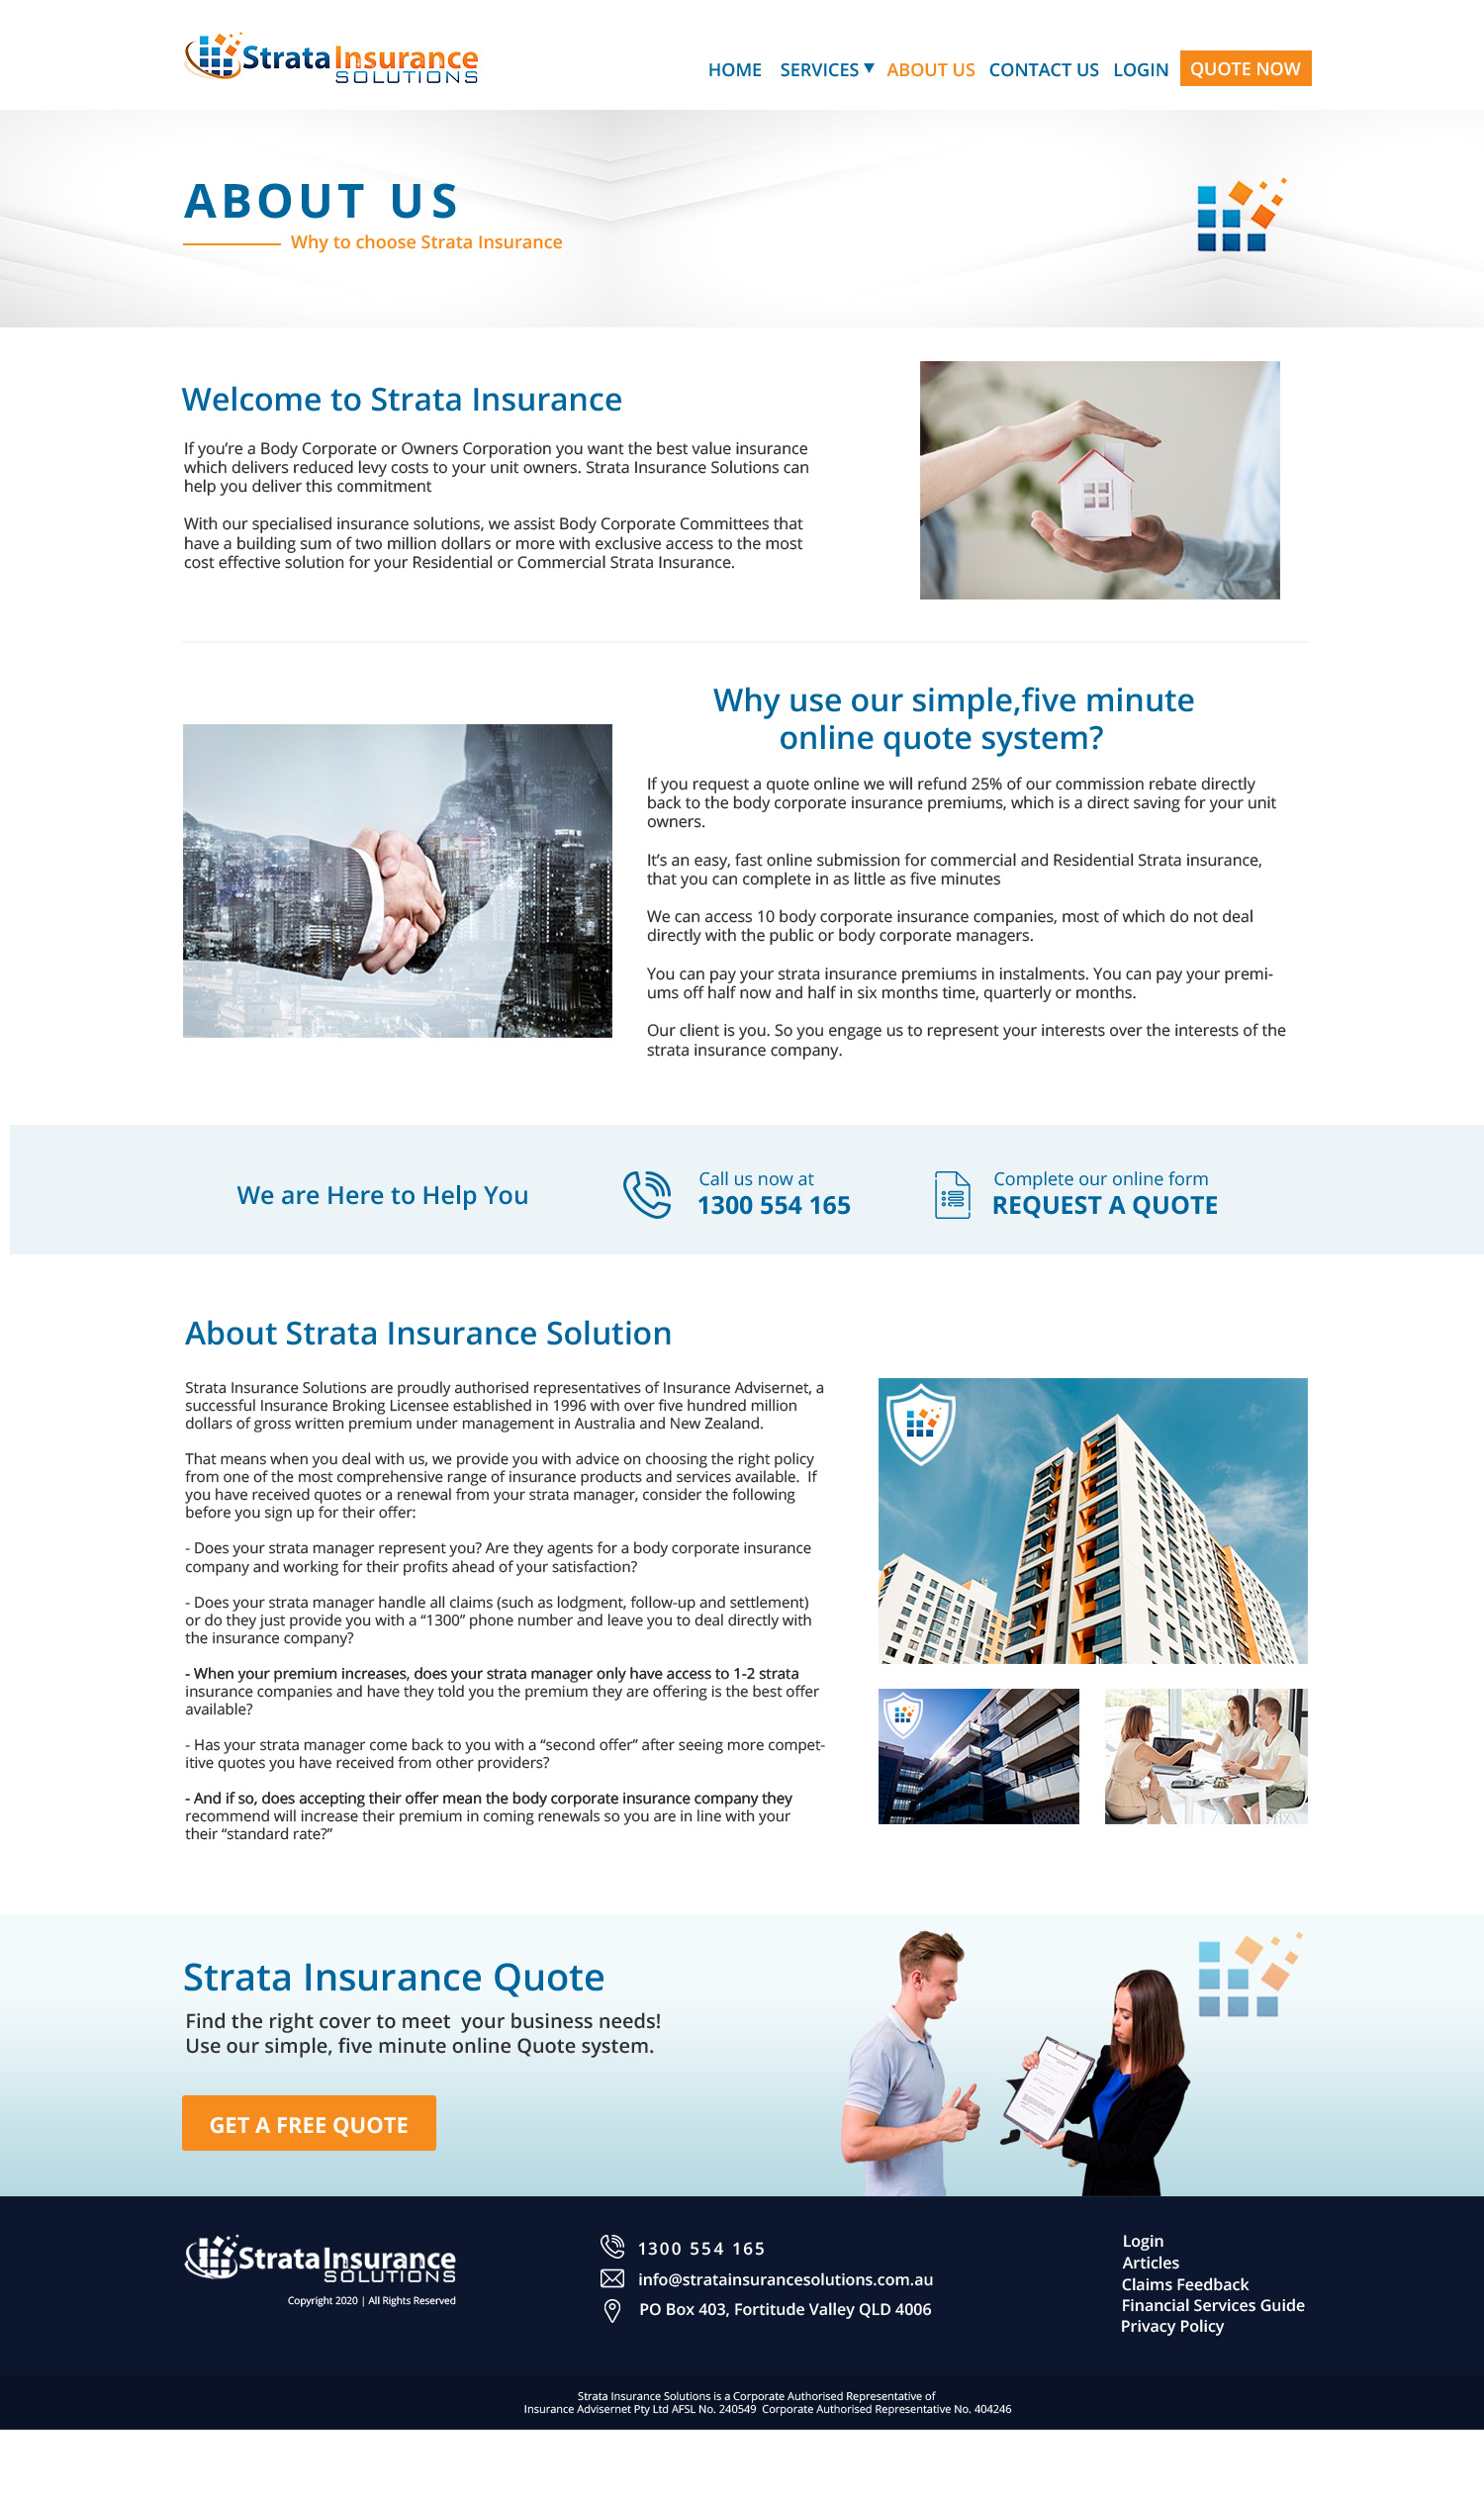 Strata Insurance
SOLUTIONS
HOME SERVICES ▼ ABOUT US CONTACT US LOGIN QUOTE NOW
ABOUT US
Why to choose Strata Insurance
Welcome to Strata Insurance
If you’re a Body Corporate or Owners Corporation you want the best value insurance
which delivers reduced levy costs to your unit owners. Strata Insurance Solutions can
help you deliver this commitment
With our specialised insurance solutions, we assist Body Corporate Committees that
have a building sum of two million dollars or more with exclusive access to the most
cost effective solution for your Residential or Commercial Strata Insurance.
Why use our simple,five minute
online quote system?
If you request a quote online we will refund 25% of our commission rebate directly
back to the body corporate insurance premiums, which is a direct saving for your unit
owners.
It’s an easy, fast online submission for commercial and Residential Strata insurance,
that you can complete in as little as five minutes
We can access 10 body corporate insurance companies, most of which do not deal
directly with the public or body corporate managers.
You can pay your strata insurance premiums in instalments. You can pay your premi-
ums off half now and half in six months time, quarterly or months.
Our client is you. So you engage us to represent your interests over the interests of the
strata insurance company.
We are Here to Help You
Call us now at
1300 554 165
Complete our online form
REQUEST A QUOTE
About Strata Insurance Solution
Strata Insurance Solutions are proudly authorised representatives of Insurance Advisernet, a
successful Insurance Broking Licensee established in 1996 with over five hundred million
dollars of gross written premium under management in Australia and New Zealand.
That means when you deal with us, we provide you with advice on choosing the right policy
from one of the most comprehensive range of insurance products and services available.  If
you have received quotes or a renewal from your strata manager, consider the following
before you sign up for their offer:
- Does your strata manager represent you? Are they agents for a body corporate insurance
company and working for their profits ahead of your satisfaction?
- Does your strata manager handle all claims (such as lodgment, follow-up and settlement)
or do they just provide you with a “1300” phone number and leave you to deal directly with
the insurance company?
- When your premium increases, does your strata manager only have access to 1-2 strata
insurance companies and have they told you the premium they are offering is the best offer
available?
- Has your strata manager come back to you with a “second offer” after seeing more compet-
itive quotes you have received from other providers?
- And if so, does accepting their offer mean the body corporate insurance company they
recommend will increase their premium in coming renewals so you are in line with your
their “standard rate?”
Strata Insurance Quote
Find the right cover to meet  your business needs!
Use our simple, five minute online Quote system.
GET A FREE QUOTE
Strata Insurance
SOLUTIONS
Copyright 2020 | All Rights Reserved
1300 554 165
info@stratainsurancesolutions.com.au
PO Box 403, Fortitude Valley QLD 4006
Login
Articles
Claims Feedback
Financial Services Guide
Privacy Policy
Strata Insurance Solutions is a Corporate Authorised Representative of
Insurance Advisernet Pty Ltd AFSL No. 240549  Corporate Authorised Representative No. 404246